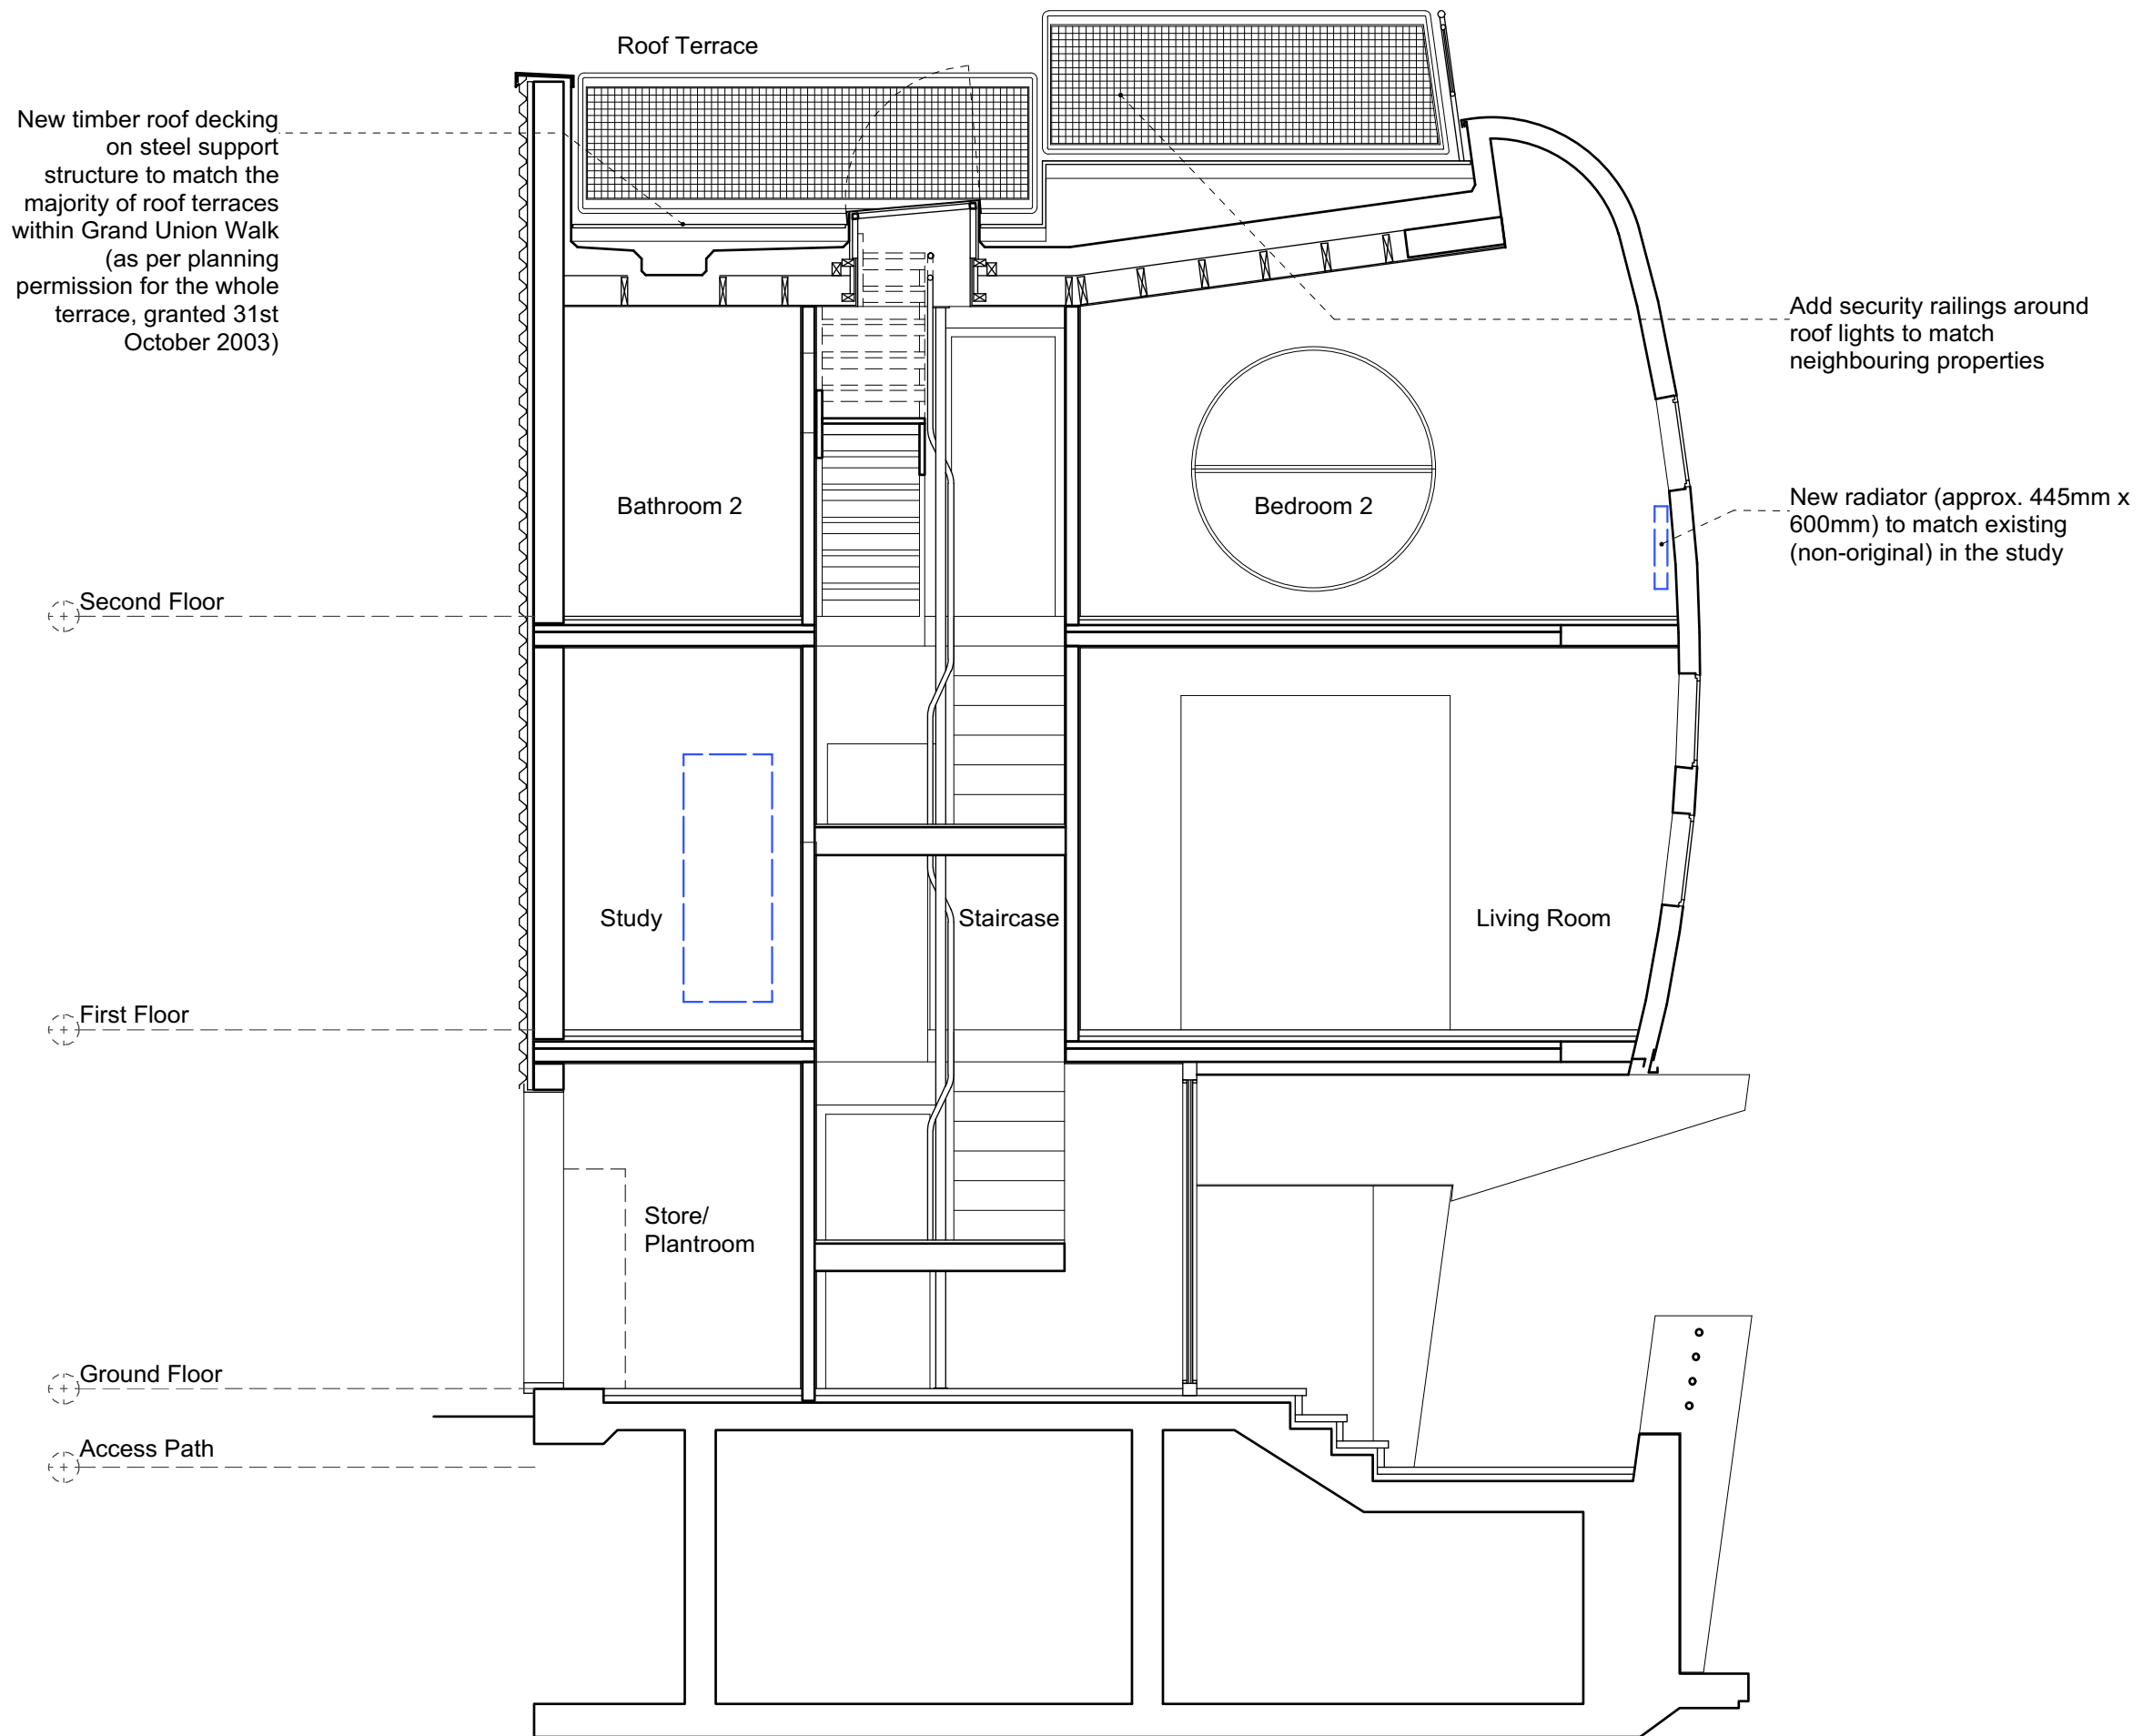 Roof Terrace
New timber roof decking
on steel support
structure to match the
majority of roof terraces
within Grand Union Walk
(as per planning
permission for the whole
terrace, granted 31st
October 2003)
Add security railings around
roof lights to match
neighbouring properties
Bathroom 2
Bedroom 2
New radiator (approx. 445mm x
600mm) to match existing
(non-original) in the study
Second Floor
Study
Staircase
Living Room
First Floor
Store/
Plantroom
Ground Floor
Access Path